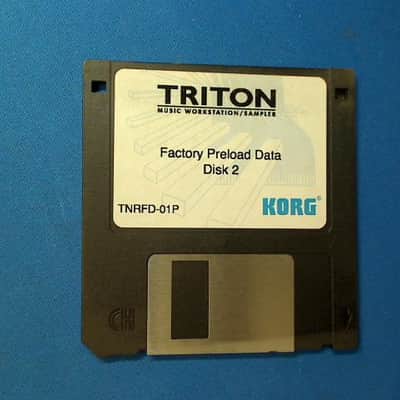 TRITON
MUSIC WORKSTATION/SAMPLER
Factory Preload Data
Disk 2
TNRFD-01P
KORG®